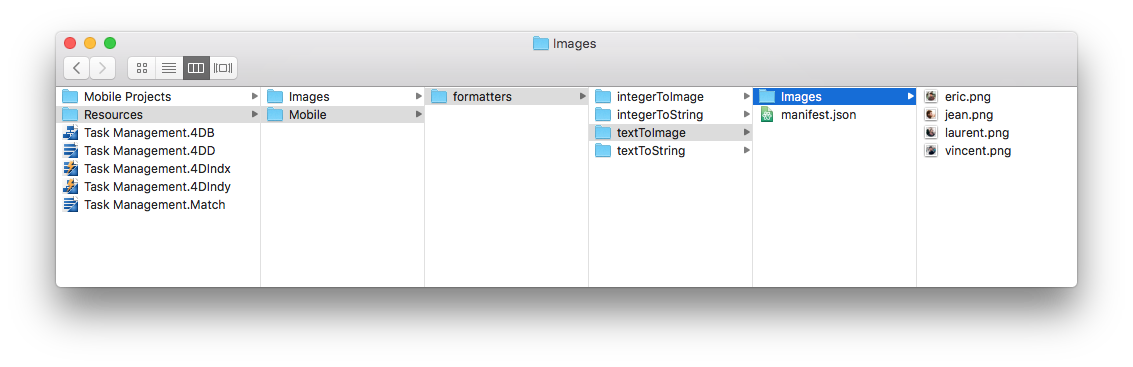 Images
Mobile Projects
Resources
Task Management.4DB
Task Management.4DD
Task Management.4DIndx
Task Management.4DIndy
Task Management.Match
Images
Mobile
formatters
integerToImage
integerToString
textToImage
textToString
Images
manifest.json
eric.png
jean.png
laurent.png
vincent.png